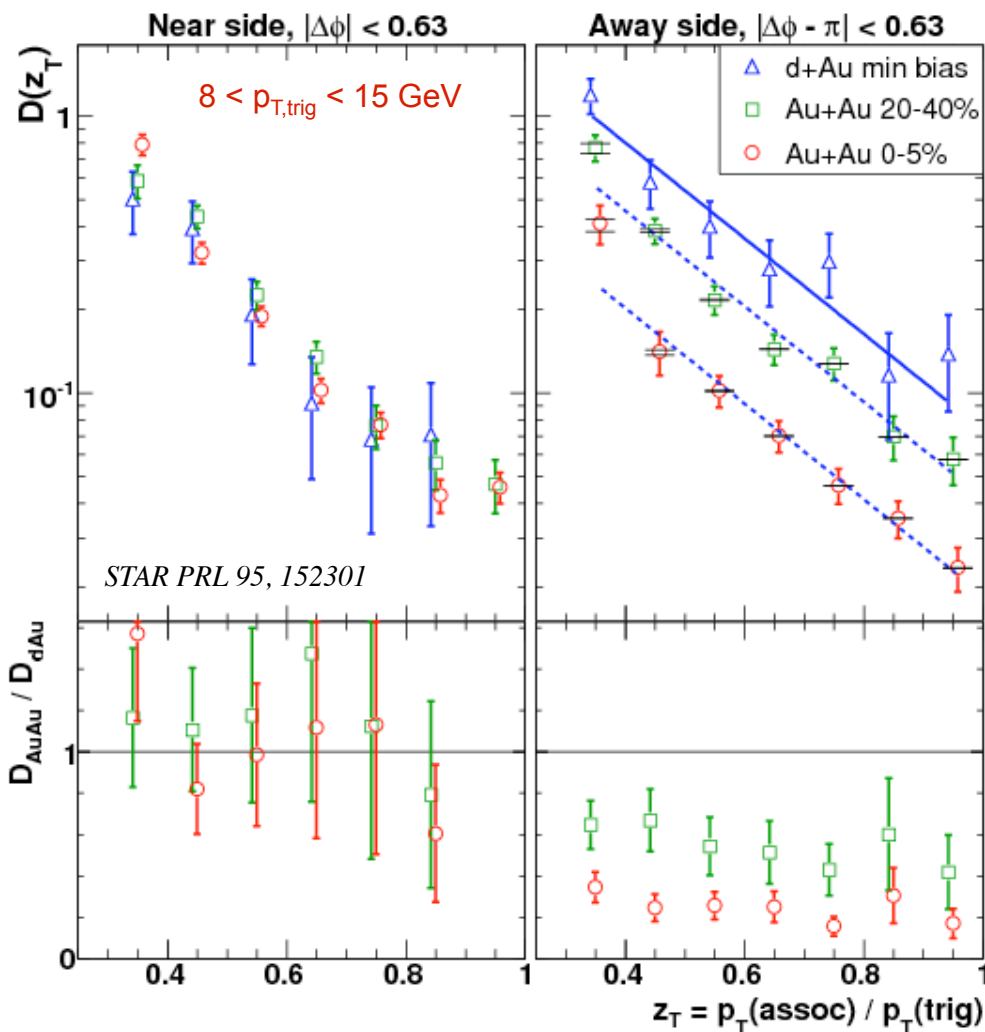 Near side, |Δϕ| < 0.63
Away side, |Δϕ - π| < 0.63
D(z_T)
8 < p_T,trig < 15 GeV
d+Au min bias
Au+Au 20-40%
Au+Au 0-5%
1
10^-1
STAR PRL 95, 152301
D_AuAu / D_dAu
1
0
0.4 0.6 0.8 1
0.4 0.6 0.8 1
z_T = p_T(assoc) / p_T(trig)